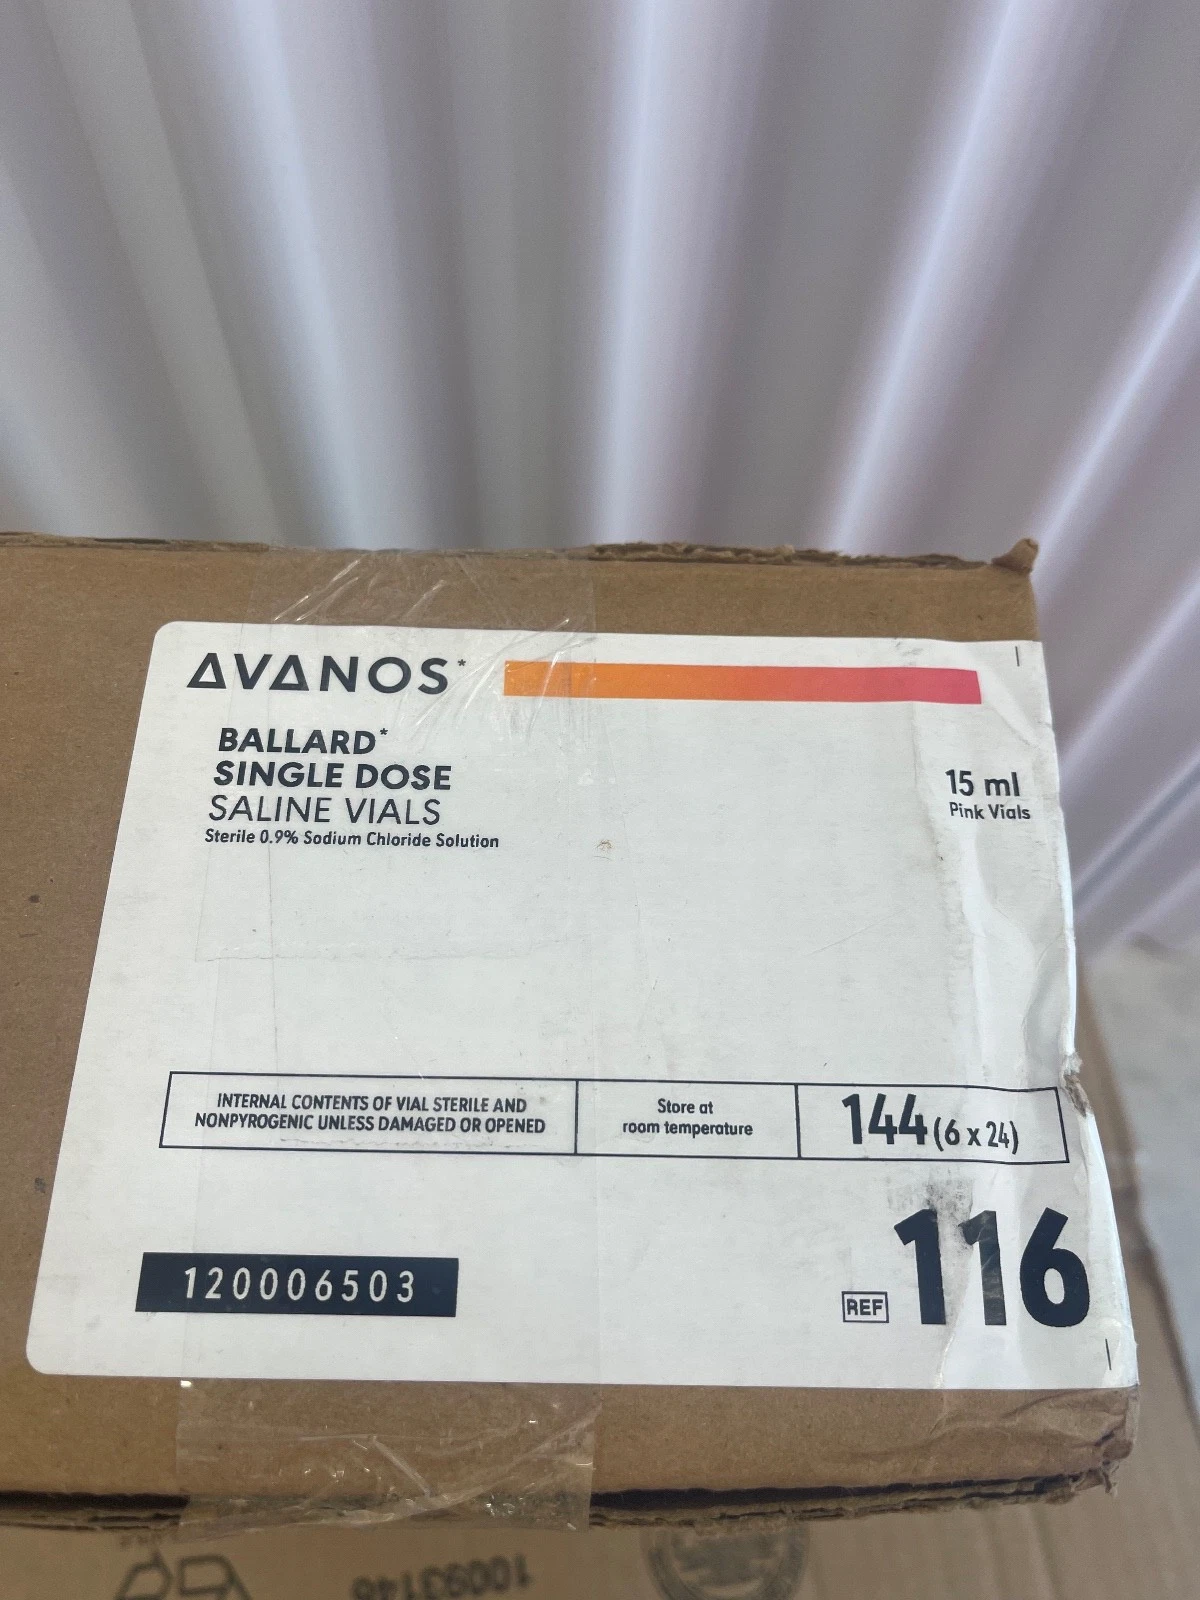 AVANOS*
BALLARD*
SINGLE DOSE
SALINE VIALS
Sterile 0.9% Sodium Chloride Solution
15 ml
Pink Vials
INTERNAL CONTENTS OF VIAL STERILE AND
NONPYROGENIC UNLESS DAMAGED OR OPENED
Store at
room temperature
144 (6 x 24)
120006503
REF 116
10093146